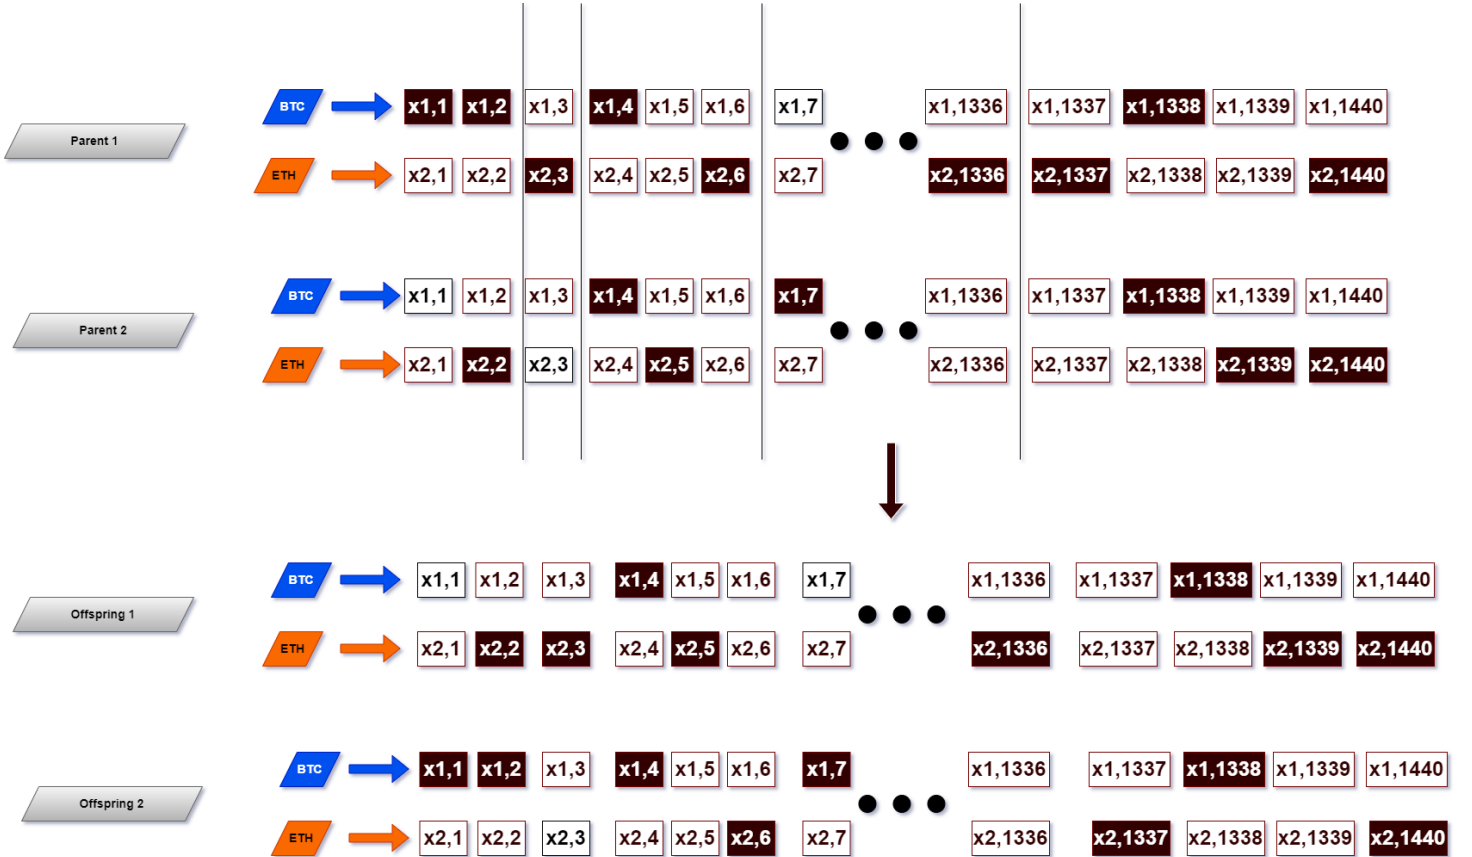 BTC x1,1 x1,2 x1,3 x1,4 x1,5 x1,6 x1,7 x1,1336 x1,1337 x1,1338 x1,1339 x1,1440
Parent 1
ETH x2,1 x2,2 x2,3 x2,4 x2,5 x2,6 x2,7 x2,1336 x2,1337 x2,1338 x2,1339 x2,1440
BTC x1,1 x1,2 x1,3 x1,4 x1,5 x1,6 x1,7 x1,1336 x1,1337 x1,1338 x1,1339 x1,1440
Parent 2
ETH x2,1 x2,2 x2,3 x2,4 x2,5 x2,6 x2,7 x2,1336 x2,1337 x2,1338 x2,1339 x2,1440
BTC x1,1 x1,2 x1,3 x1,4 x1,5 x1,6 x1,7 x1,1336 x1,1337 x1,1338 x1,1339 x1,1440
Offspring 1
ETH x2,1 x2,2 x2,3 x2,4 x2,5 x2,6 x2,7 x2,1336 x2,1337 x2,1338 x2,1339 x2,1440
BTC x1,1 x1,2 x1,3 x1,4 x1,5 x1,6 x1,7 x1,1336 x1,1337 x1,1338 x1,1339 x1,1440
Offspring 2
ETH x2,1 x2,2 x2,3 x2,4 x2,5 x2,6 x2,7 x2,1336 x2,1337 x2,1338 x2,1339 x2,1440